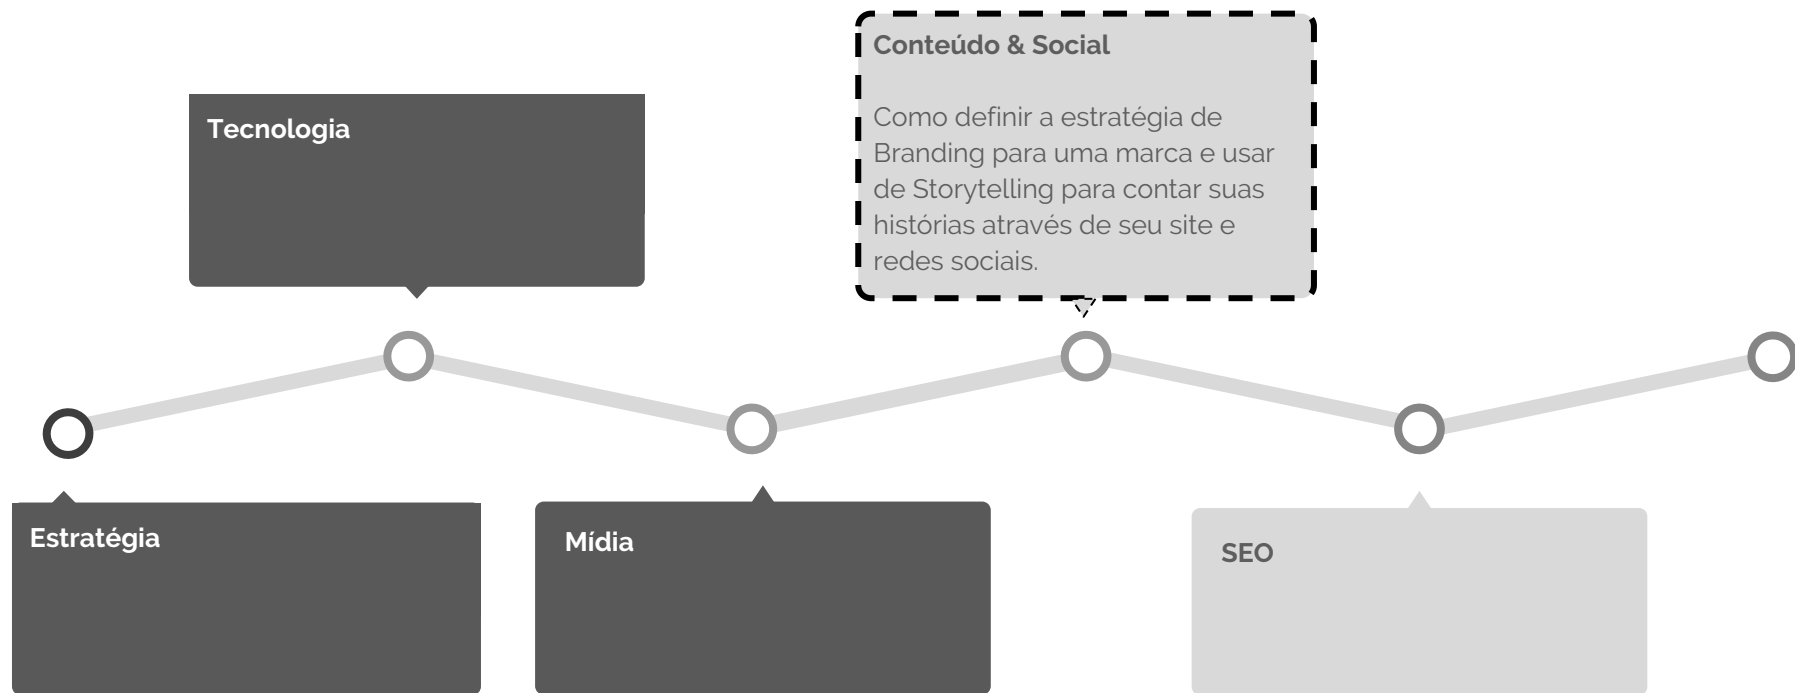 Conteúdo & Social
Como definir a estratégia de
Branding para uma marca e usar
de Storytelling para contar suas
histórias através de seu site e
redes sociais.
Tecnologia
Estratégia
Mídia
SEO